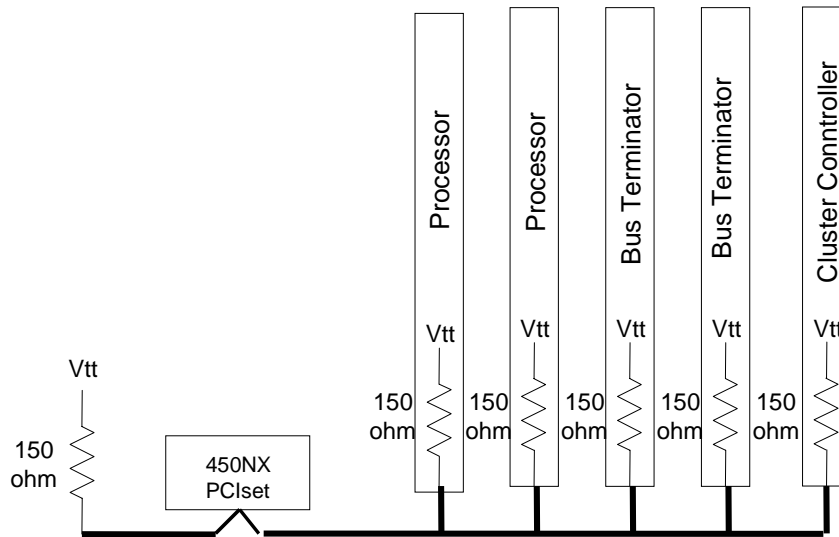 Processor
Processor
Bus Terminator
Bus Terminator
Cluster Conntroller
Vtt
Vtt
Vtt
Vtt
Vtt
Vtt
150
ohm
150
ohm
150
ohm
150
ohm
150
ohm
150
ohm
450NX
PCIset